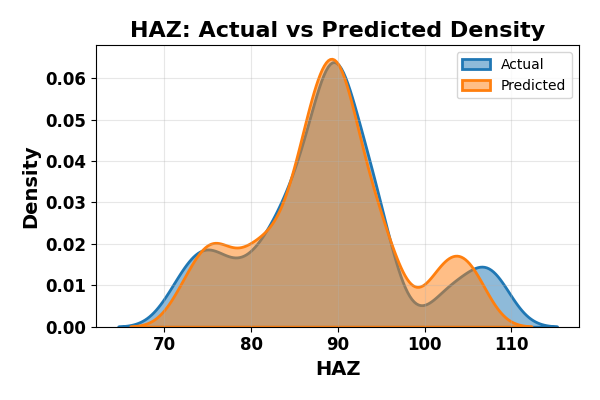 HAZ: Actual vs Predicted Density
Actual
Predicted
Density
0.06
0.05
0.04
0.03
0.02
0.01
0.00
70 80 90 100 110
HAZ